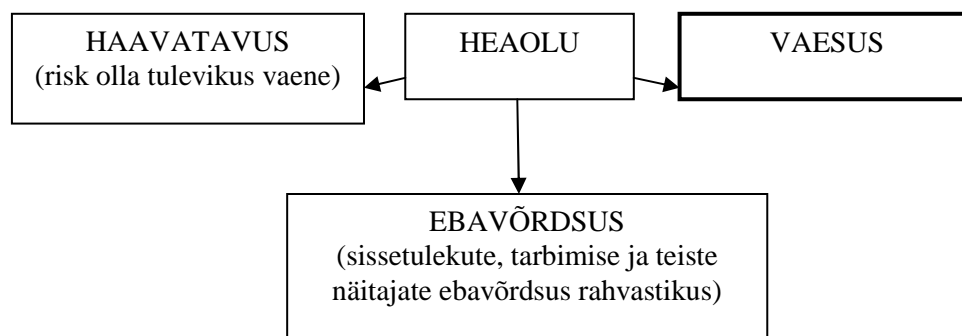 HAAVATAVUS
(risk olla tulevikus vaene)
HEAOLU
VAESUS
EBAVÕRDSUS
(sissetulekute, tarbimise ja teiste
näitajate ebavõrdsus rahvastikus)